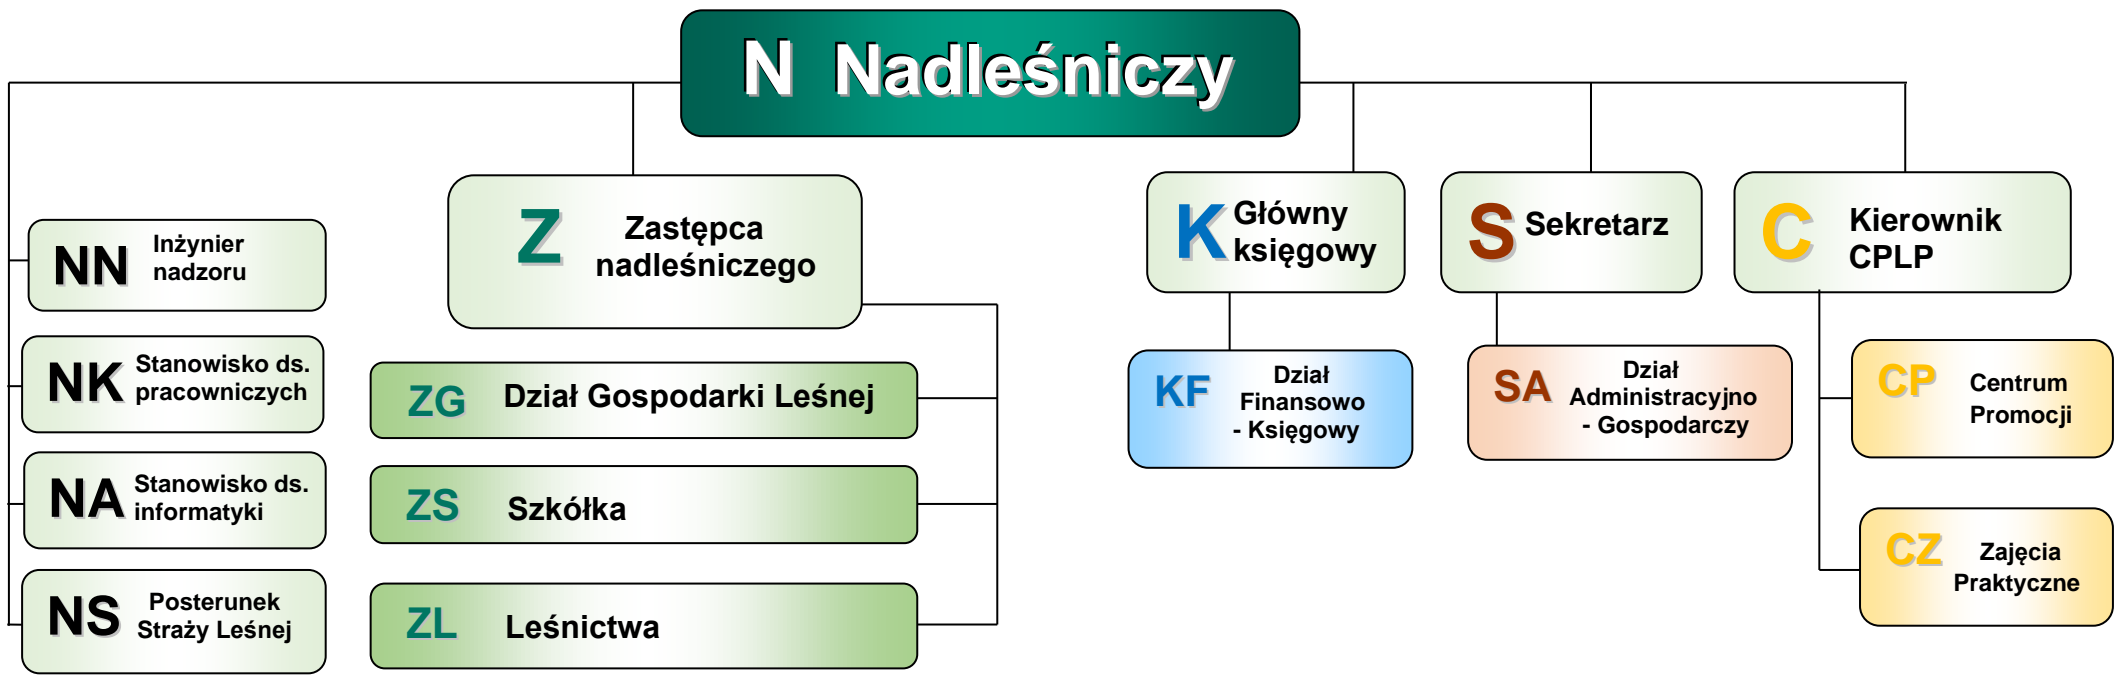 N Nadleśniczy
NN Inżynier
nadzoru
NK Stanowisko ds.
pracowniczych
NA Stanowisko ds.
informatyki
NS Posterunek
Straży Leśnej
Z Zastępca
nadleśniczego
ZG Dział Gospodarki Leśnej
ZS Szkółka
ZL Leśnictwa
K Główny
księgowy
KF Dział
Finansowo
- Księgowy
S Sekretarz
SA Dział
Administracyjno
- Gospodarczy
C Kierownik
CPLP
CP Centrum
Promocji
CZ Zajęcia
Praktyczne